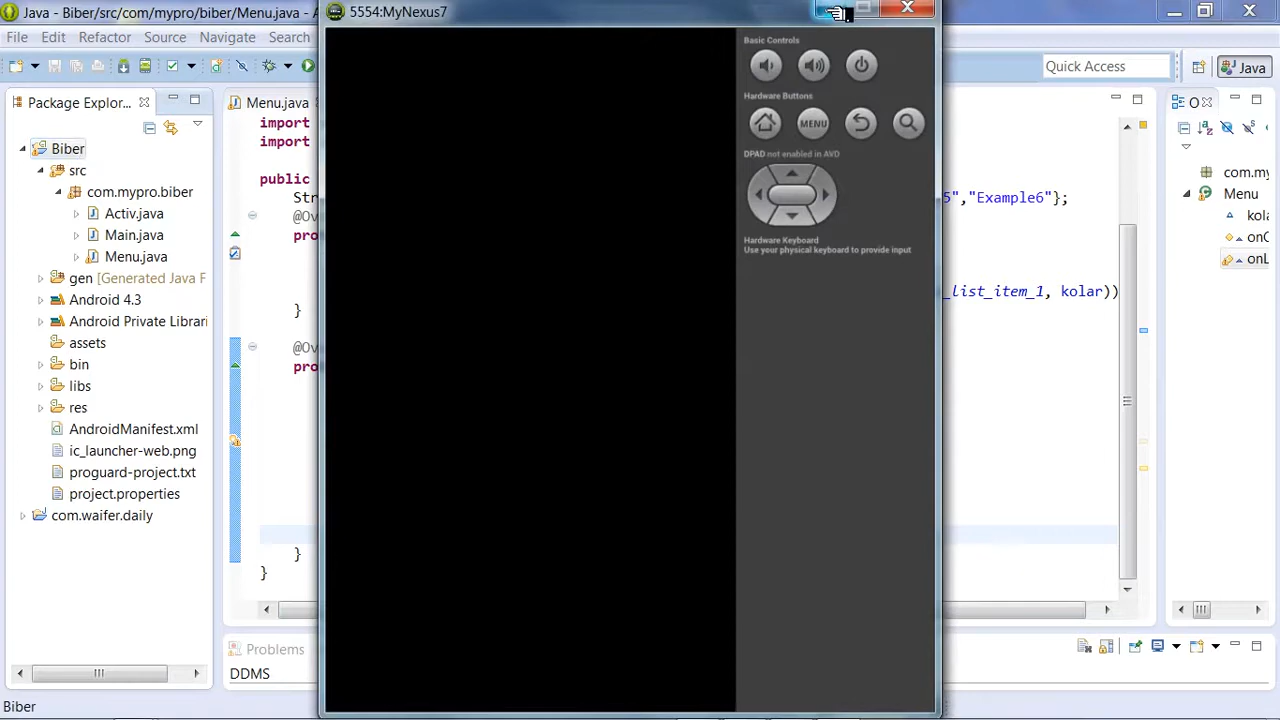 Java - Biber/src/com/mypro/biber/Menu.java - A
5554:MyNexus7
File Edit Refactor Source Navigate Search
Quick Access
Java
Menu.java
import
import
public
Str
5","Example6"};
@Ov
pro
_list_item_1, kolar))
}
@Ov
pro
}
}
Biber
com.mypro.biber
Activ.java
Main.java
Menu.java
gen [Generated Java F
Android 4.3
Android Private Librari
assets
bin
libs
res
AndroidManifest.xml
ic_launcher-web.png
proguard-project.txt
project.properties
com.waifer.daily
Basic Controls
Hardware Buttons
MENU
DPAD not enabled in AVD
Hardware Keyboard
Use your physical keyboard to provide input
O
com.my
Menu
kola
onC
onL
Problems
DDMS
Biber